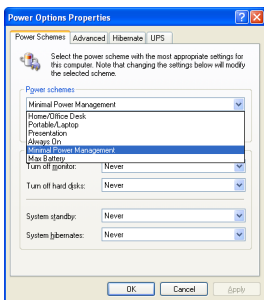 Power Options Properties
Power Schemes Advanced Hibernate UPS
Select the power scheme with the most appropriate settings for
this computer. Note that changing the settings below will modify
the selected scheme.
Power schemes
Minimal Power Management
Home/Office Desk
Portable/Laptop
Presentation
Always On
Minimal Power Management
Max Battery
Turn off monitor: Never
Turn off hard disks: Never
System standby: Never
System hibernates: Never
OK Cancel Apply